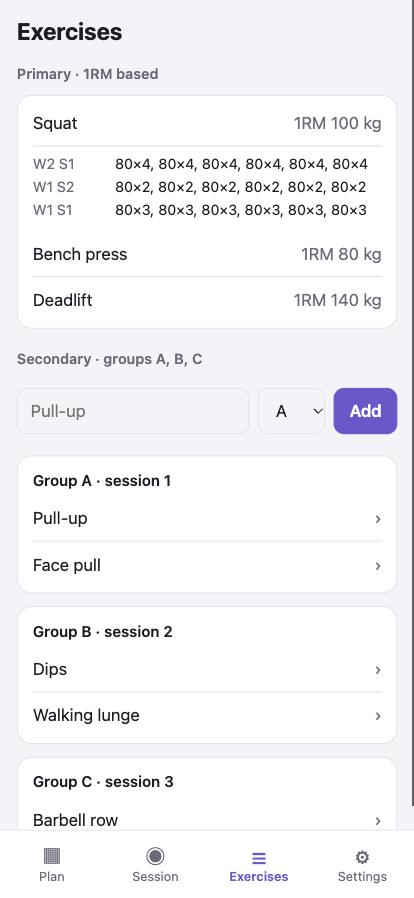 Exercises
Primary · 1RM based
Squat 1RM 100 kg
W2 S1 80×4, 80×4, 80×4, 80×4, 80×4, 80×4
W1 S2 80×2, 80×2, 80×2, 80×2, 80×2, 80×2
W1 S1 80×3, 80×3, 80×3, 80×3, 80×3, 80×3
Bench press 1RM 80 kg
Deadlift 1RM 140 kg
Secondary · groups A, B, C
Pull-up A Add
Group A · session 1
Pull-up ›
Face pull ›
Group B · session 2
Dips ›
Walking lunge ›
Group C · session 3
Barbell row ›
Plan Session Exercises Settings